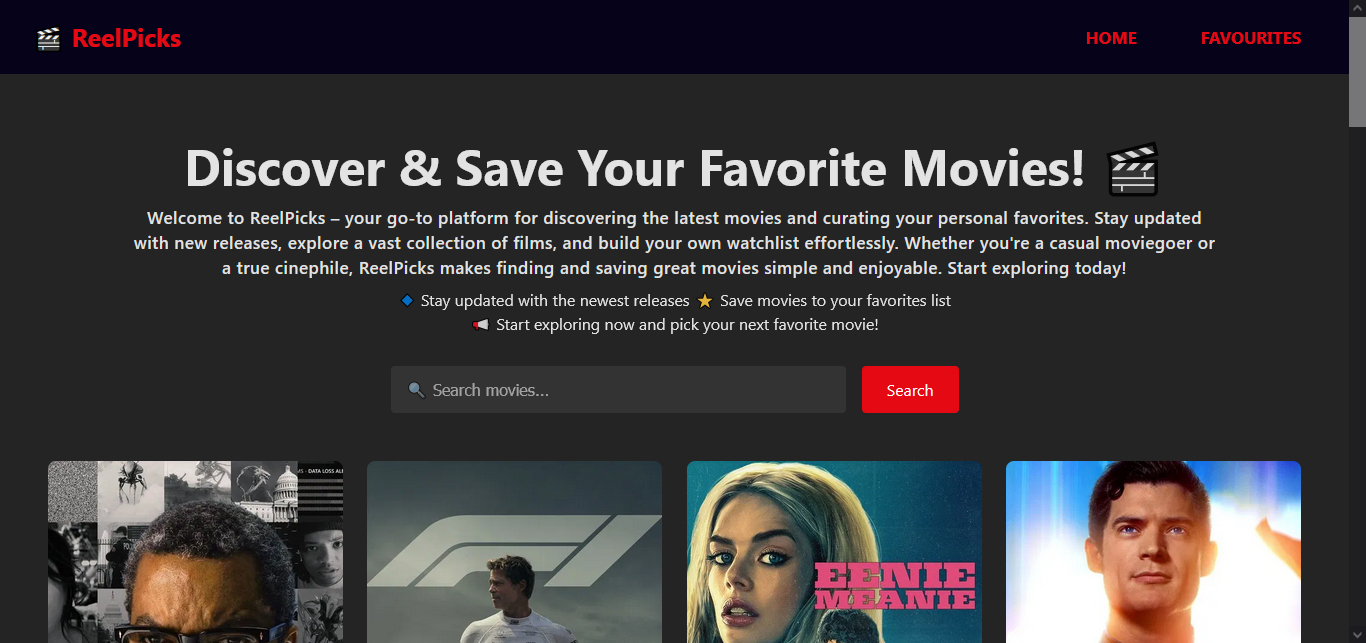 🎬 ReelPicks
HOME
FAVOURITES
Discover & Save Your Favorite Movies! 🎬
Welcome to ReelPicks – your go-to platform for discovering the latest movies and curating your personal favorites. Stay updated
with new releases, explore a vast collection of films, and build your own watchlist effortlessly. Whether you're a casual moviegoer or
a true cinephile, ReelPicks makes finding and saving great movies simple and enjoyable. Start exploring today!
🔹 Stay updated with the newest releases ⭐ Save movies to your favorites list
📢 Start exploring now and pick your next favorite movie!
🔍 Search movies...
Search
DATA LOSS
F1
EENIE
MEANIE